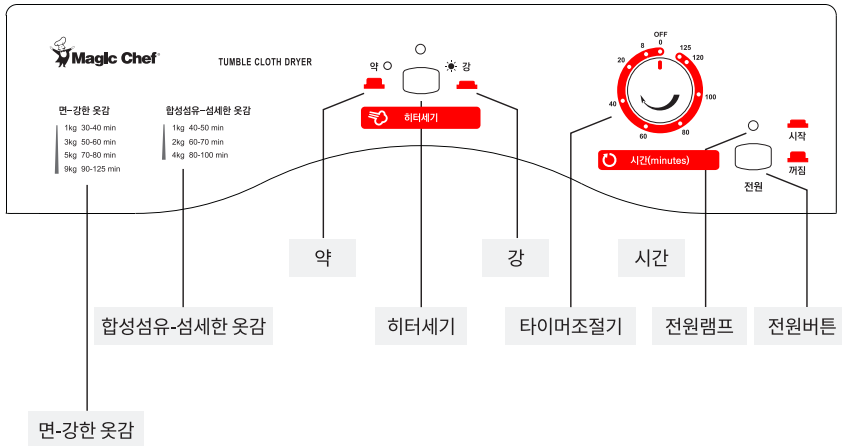 Magic Chef
TUMBLE CLOTH DRYER
면-강한 옷감
1kg 30-40 min
3kg 50-60 min
5kg 70-80 min
9kg 90-125 min
합성섬유-섬세한 옷감
1kg 40-50 min
2kg 60-70 min
4kg 80-100 min
약
강
히터세기
OFF
0
8
20
40
60
80
100
120
125
시간(minutes)
시작
꺼짐
전원
약
강
시간
합성섬유-섬세한 옷감
히터세기
타이머조절기
전원램프
전원버튼
면-강한 옷감